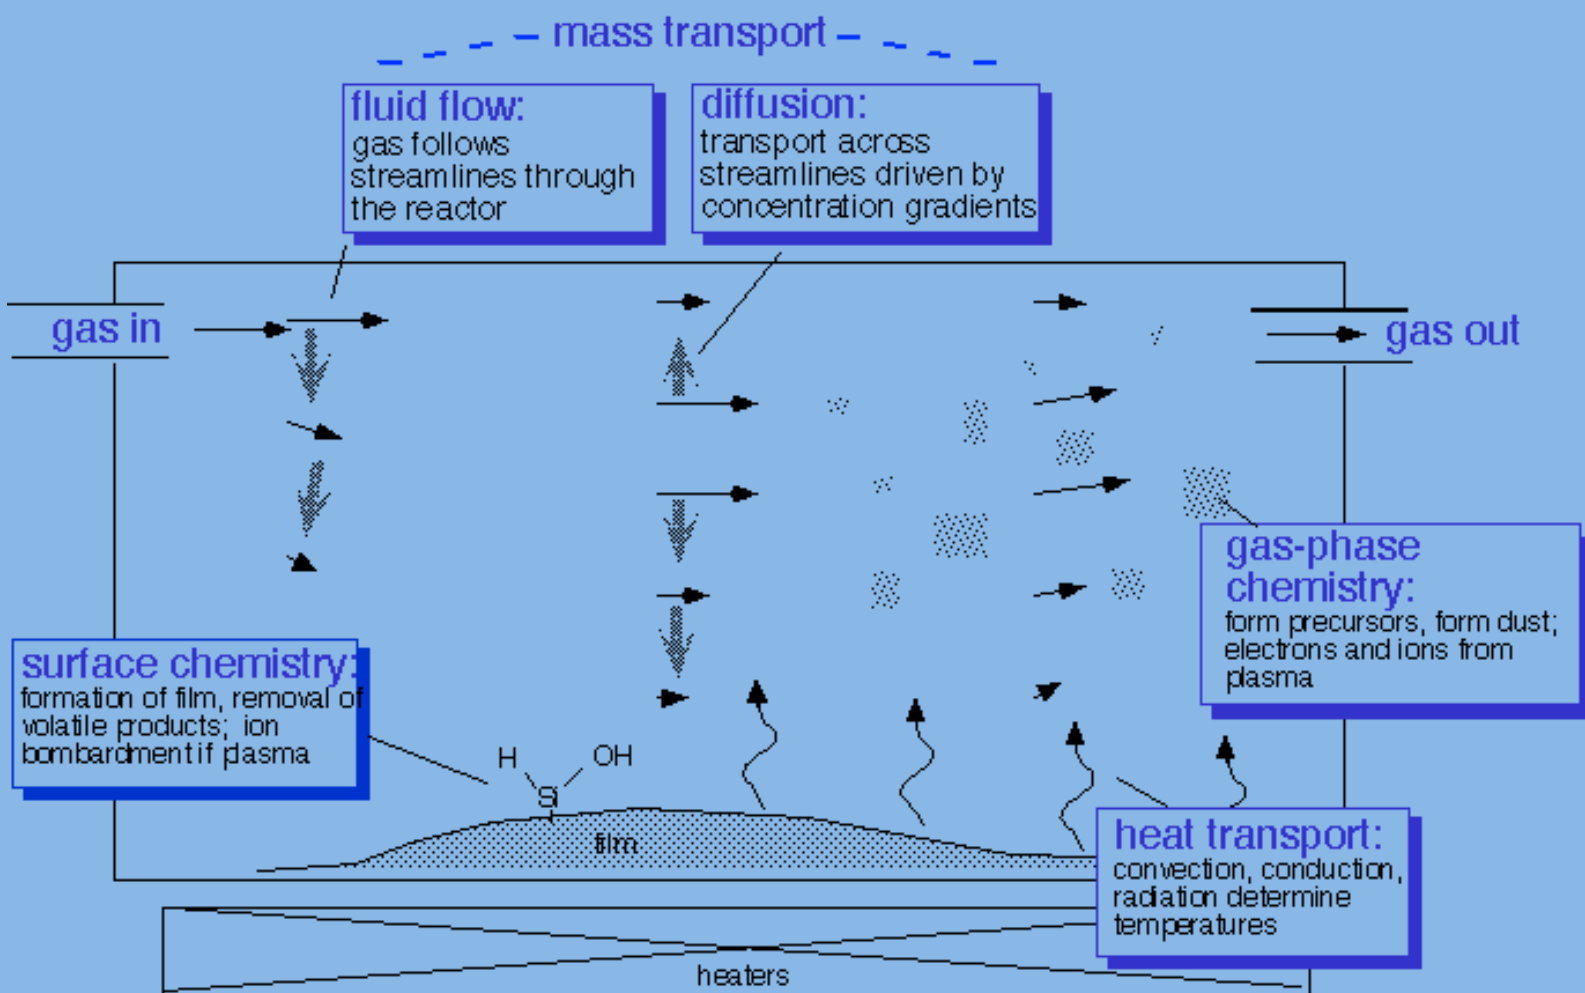 mass transport
fluid flow:
gas follows
streamlines through
the reactor
diffusion:
transport across
streamlines driven by
concentration gradients
gas in
gas out
gas-phase
chemistry:
form precursors, form dust;
electrons and ions from
plasma
surface chemistry:
formation of film, removal of
volatile products; ion
bombardment if plasma
H
OH
Si
film
heat transport:
convection, conduction,
radiation determine
temperatures
heaters